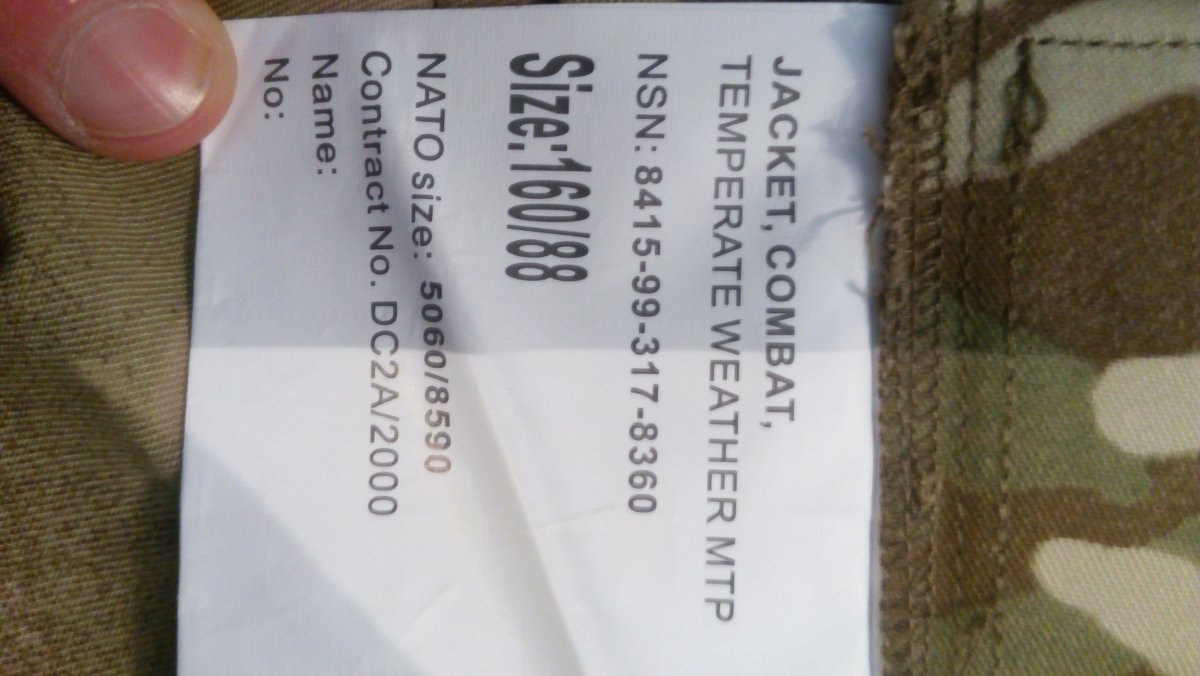 JACKET, COMBAT,
TEMPERATE WEATHER MTP
NSN: 8415-99-317-8360
Size:160/88
NATO size: 5060/8590
Contract No. DC2A/2000
Name:
No: